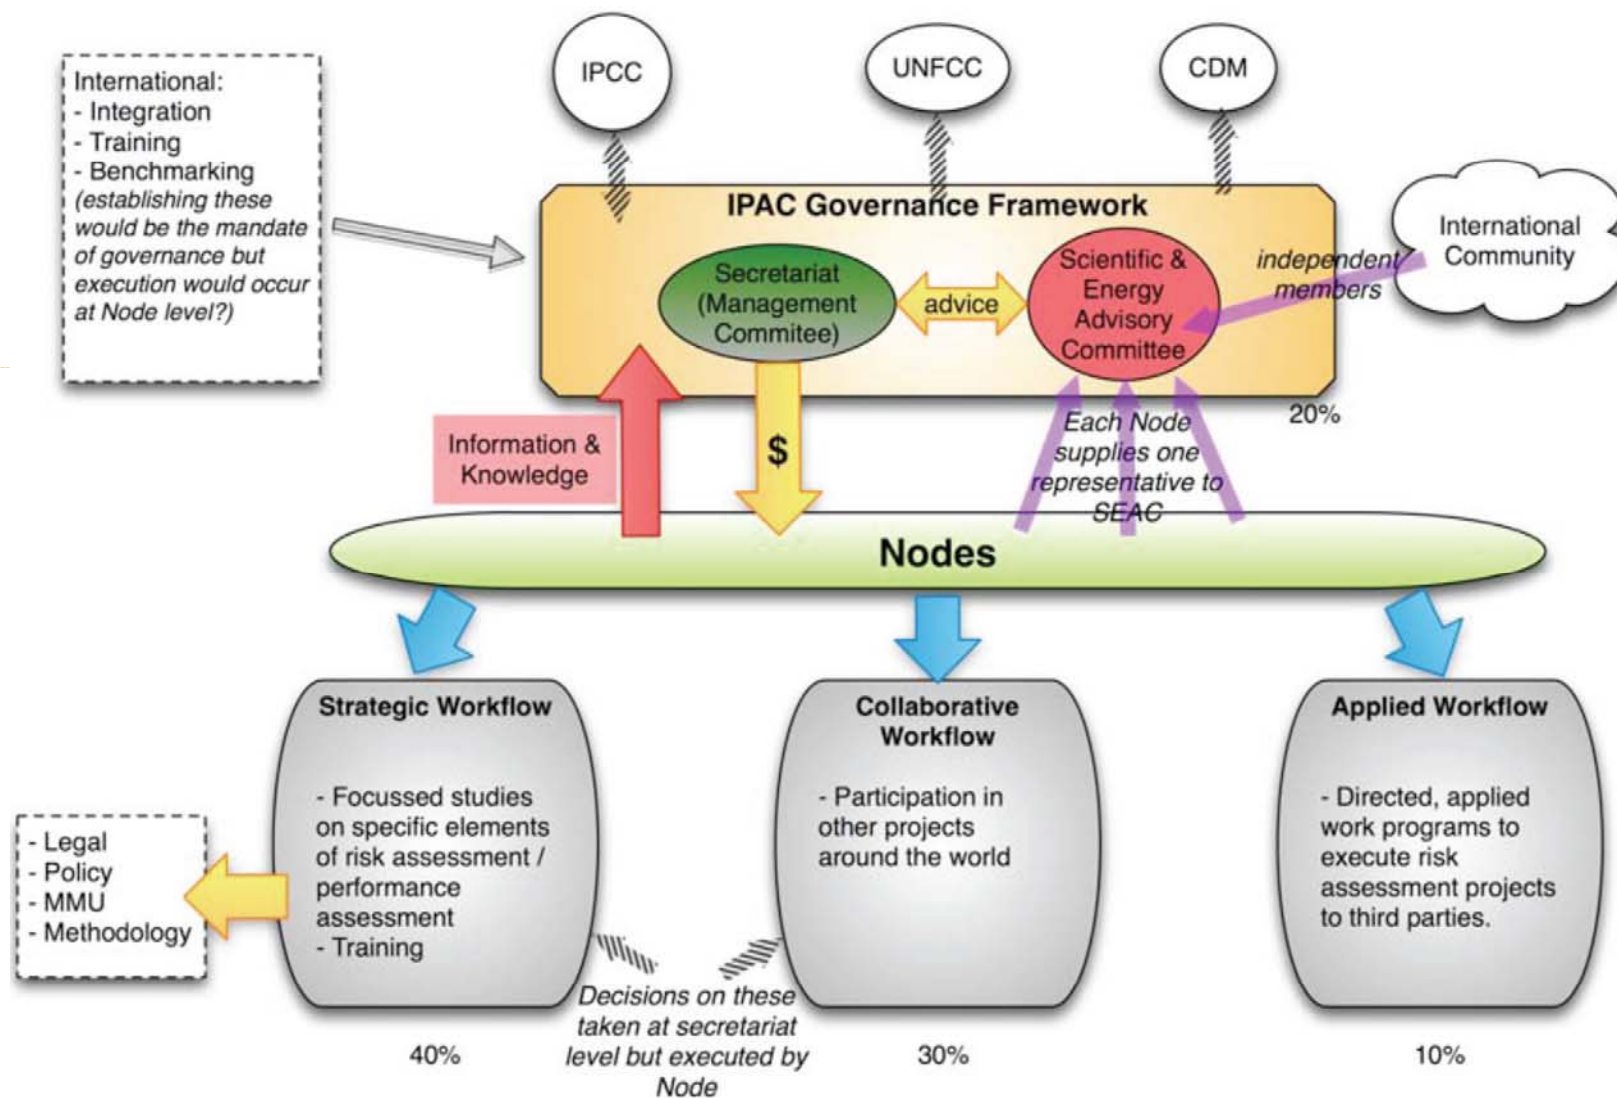 IPCC
UNFCC
CDM
International:
- Integration
- Training
- Benchmarking
(establishing these
would be the mandate
of governance but
execution would occur
at Node level?)
IPAC Governance Framework
Secretariat
(Management
Commitee)
advice
Scientific &
Energy
Advisory
Committee
independent
members
International
Community
20%
Information &
Knowledge
$
Each Node
supplies one
representative to
SEAC
Nodes
Strategic Workflow
- Focussed studies
on specific elements
of risk assessment /
performance
assessment
- Training
Collaborative
Workflow
- Participation in
other projects
around the world
Applied Workflow
- Directed, applied
work programs to
execute risk
assessment projects
to third parties.
- Legal
- Policy
- MMU
- Methodology
Decisions on these
taken at secretariat
level but executed by
Node
40%
30%
10%